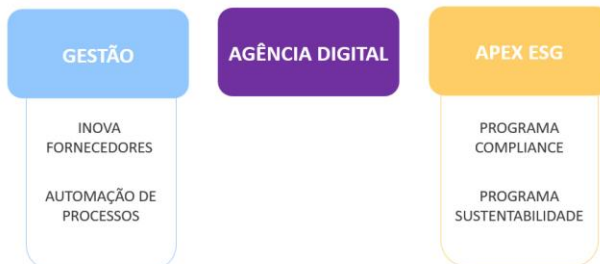 GESTÃO
INOVA
FORNECEDORES
AUTOMAÇÃO DE
PROCESSOS
AGÊNCIA DIGITAL
APEX ESG
PROGRAMA
COMPLIANCE
PROGRAMA
SUSTENTABILIDADE